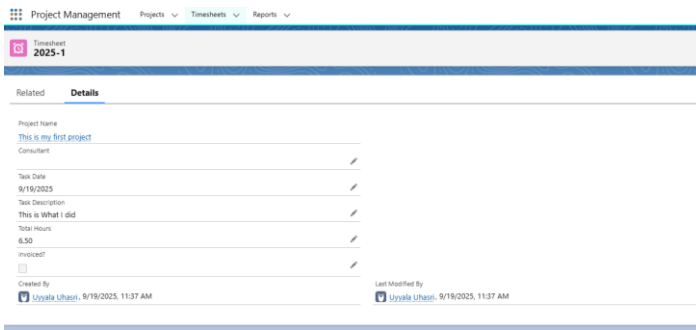 Project Management Projects Timesheets Reports
Timesheet
2025-1
Related Details
Project Name
This is my first project
Consultant
Task Date
9/19/2025
Task Description
This is What I did
Total Hours
6.50
Invoiced?
Created By Last Modified By
Uyyala Uhasri, 9/19/2025, 11:37 AM Uyyala Uhasri, 9/19/2025, 11:37 AM